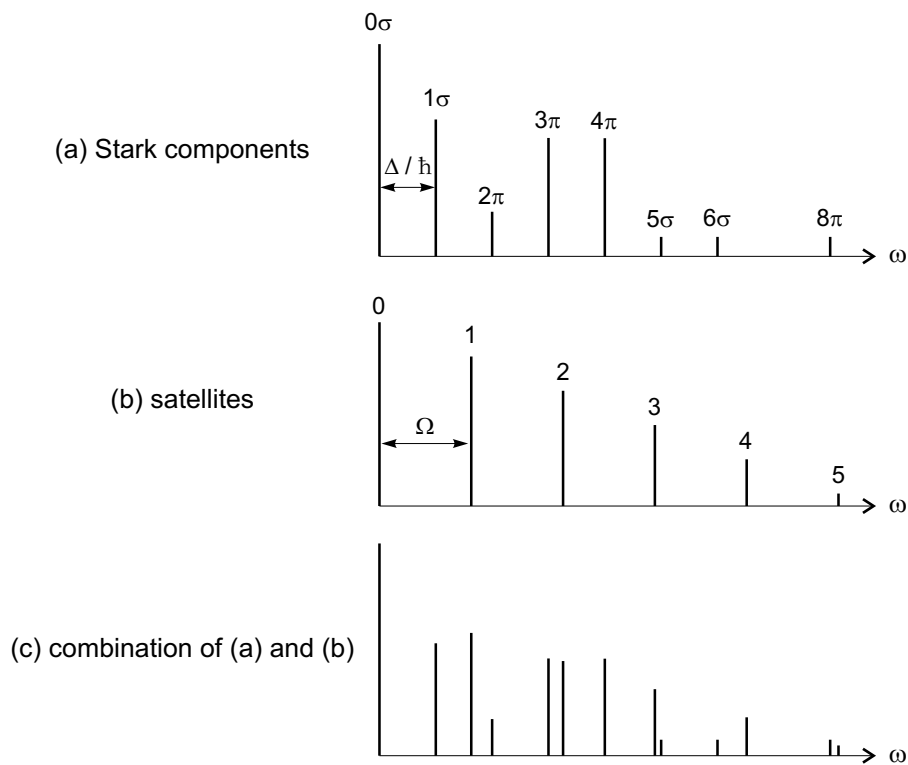 0σ
1σ
3π
4π
(a) Stark components
Δ / ħ
2π
5σ
6σ
8π
ω
0
1
2
(b) satellites
3
Ω
4
5
ω
(c) combination of (a) and (b)